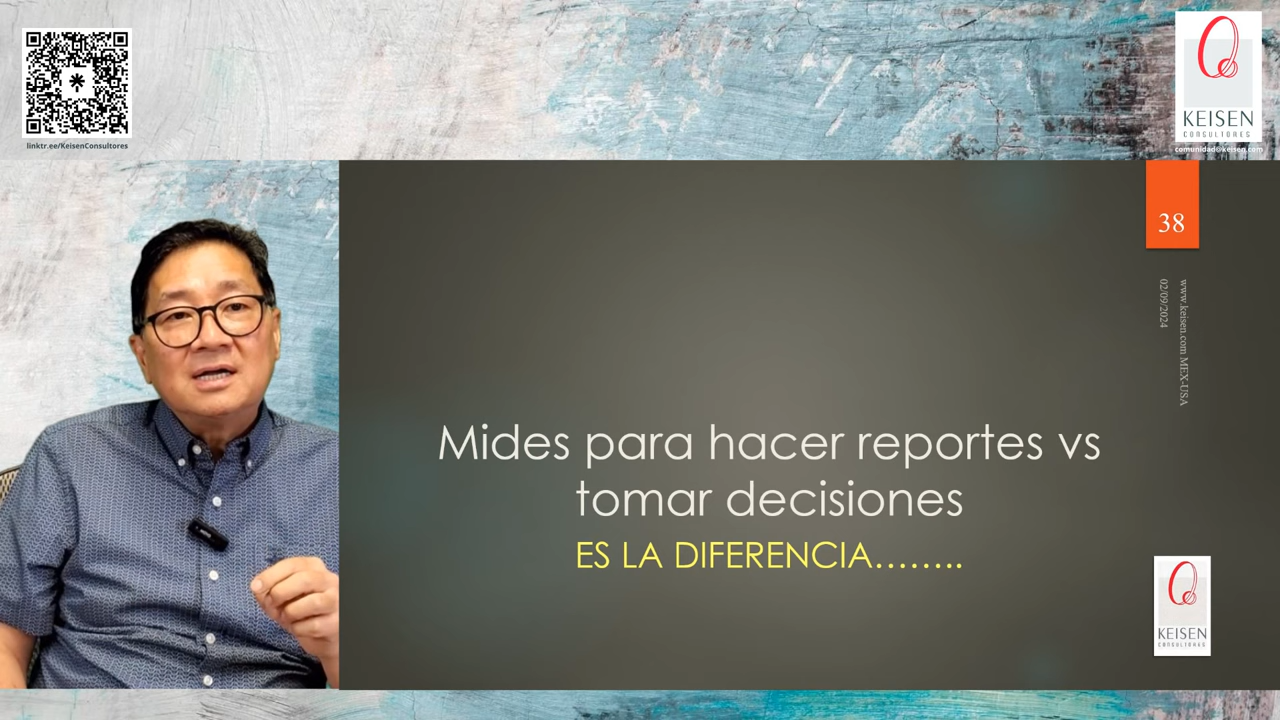 linktr.ee/KeisenConsultores
KEISEN
CONSULTORES
comunidad@keisen.com
38
www.keisen.com MEX-USA
02/09/2024
Mides para hacer reportes vs
tomar decisiones
ES LA DIFERENCIA……..
KEISEN
CONSULTORES